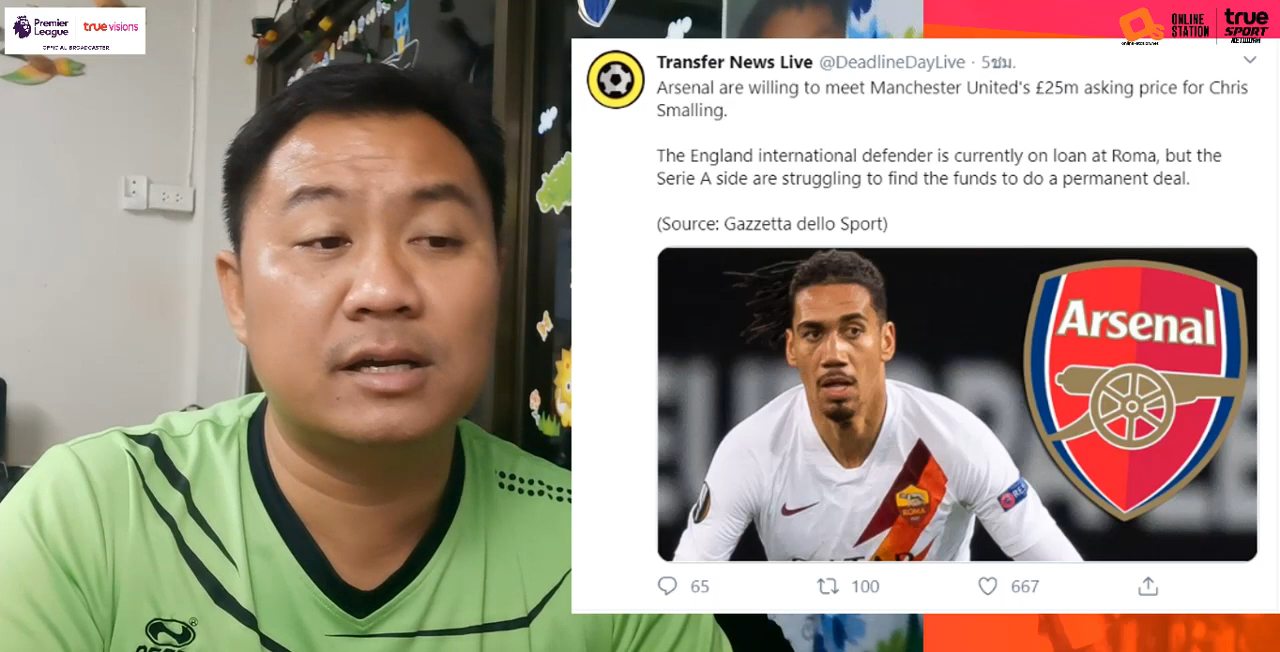 Premier
League
true visions
OFFICIAL BROADCASTER
ONLINE
STATION
true
SPORT
NETWORK
Transfer News Live @DeadlineDayLive · 5ชม.
Arsenal are willing to meet Manchester United's £25m asking price for Chris
Smalling.
The England international defender is currently on loan at Roma, but the
Serie A side are struggling to find the funds to do a permanent deal.
(Source: Gazzetta dello Sport)
Arsenal
ROMA
65
100
667